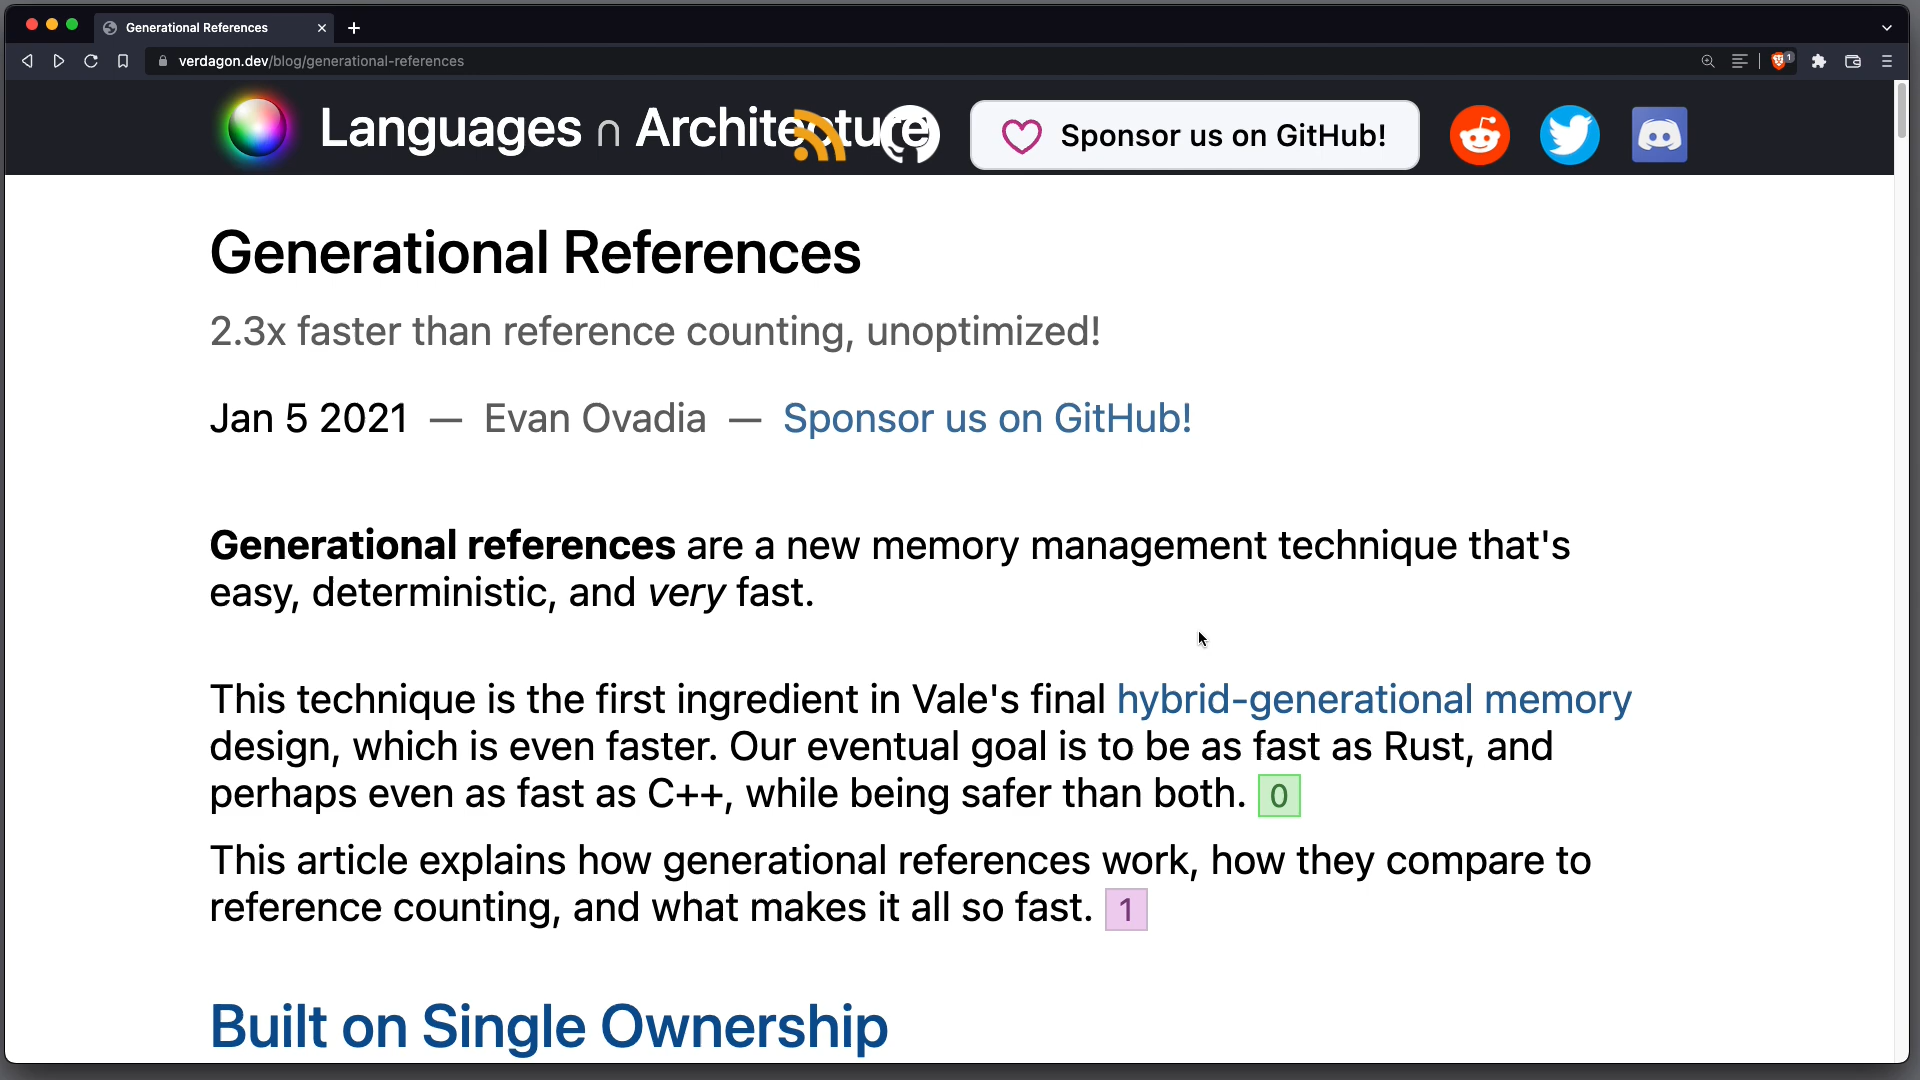 Generational References
verdagon.dev/blog/generational-references
1
Languages ∩ Architecture
Sponsor us on GitHub!
Generational References
2.3x faster than reference counting, unoptimized!
Jan 5 2021 — Evan Ovadia — Sponsor us on GitHub!
Generational references are a new memory management technique that's
easy, deterministic, and very fast.
This technique is the first ingredient in Vale's final hybrid-generational memory
design, which is even faster. Our eventual goal is to be as fast as Rust, and
perhaps even as fast as C++, while being safer than both. 0
This article explains how generational references work, how they compare to
reference counting, and what makes it all so fast. 1
Built on Single Ownership